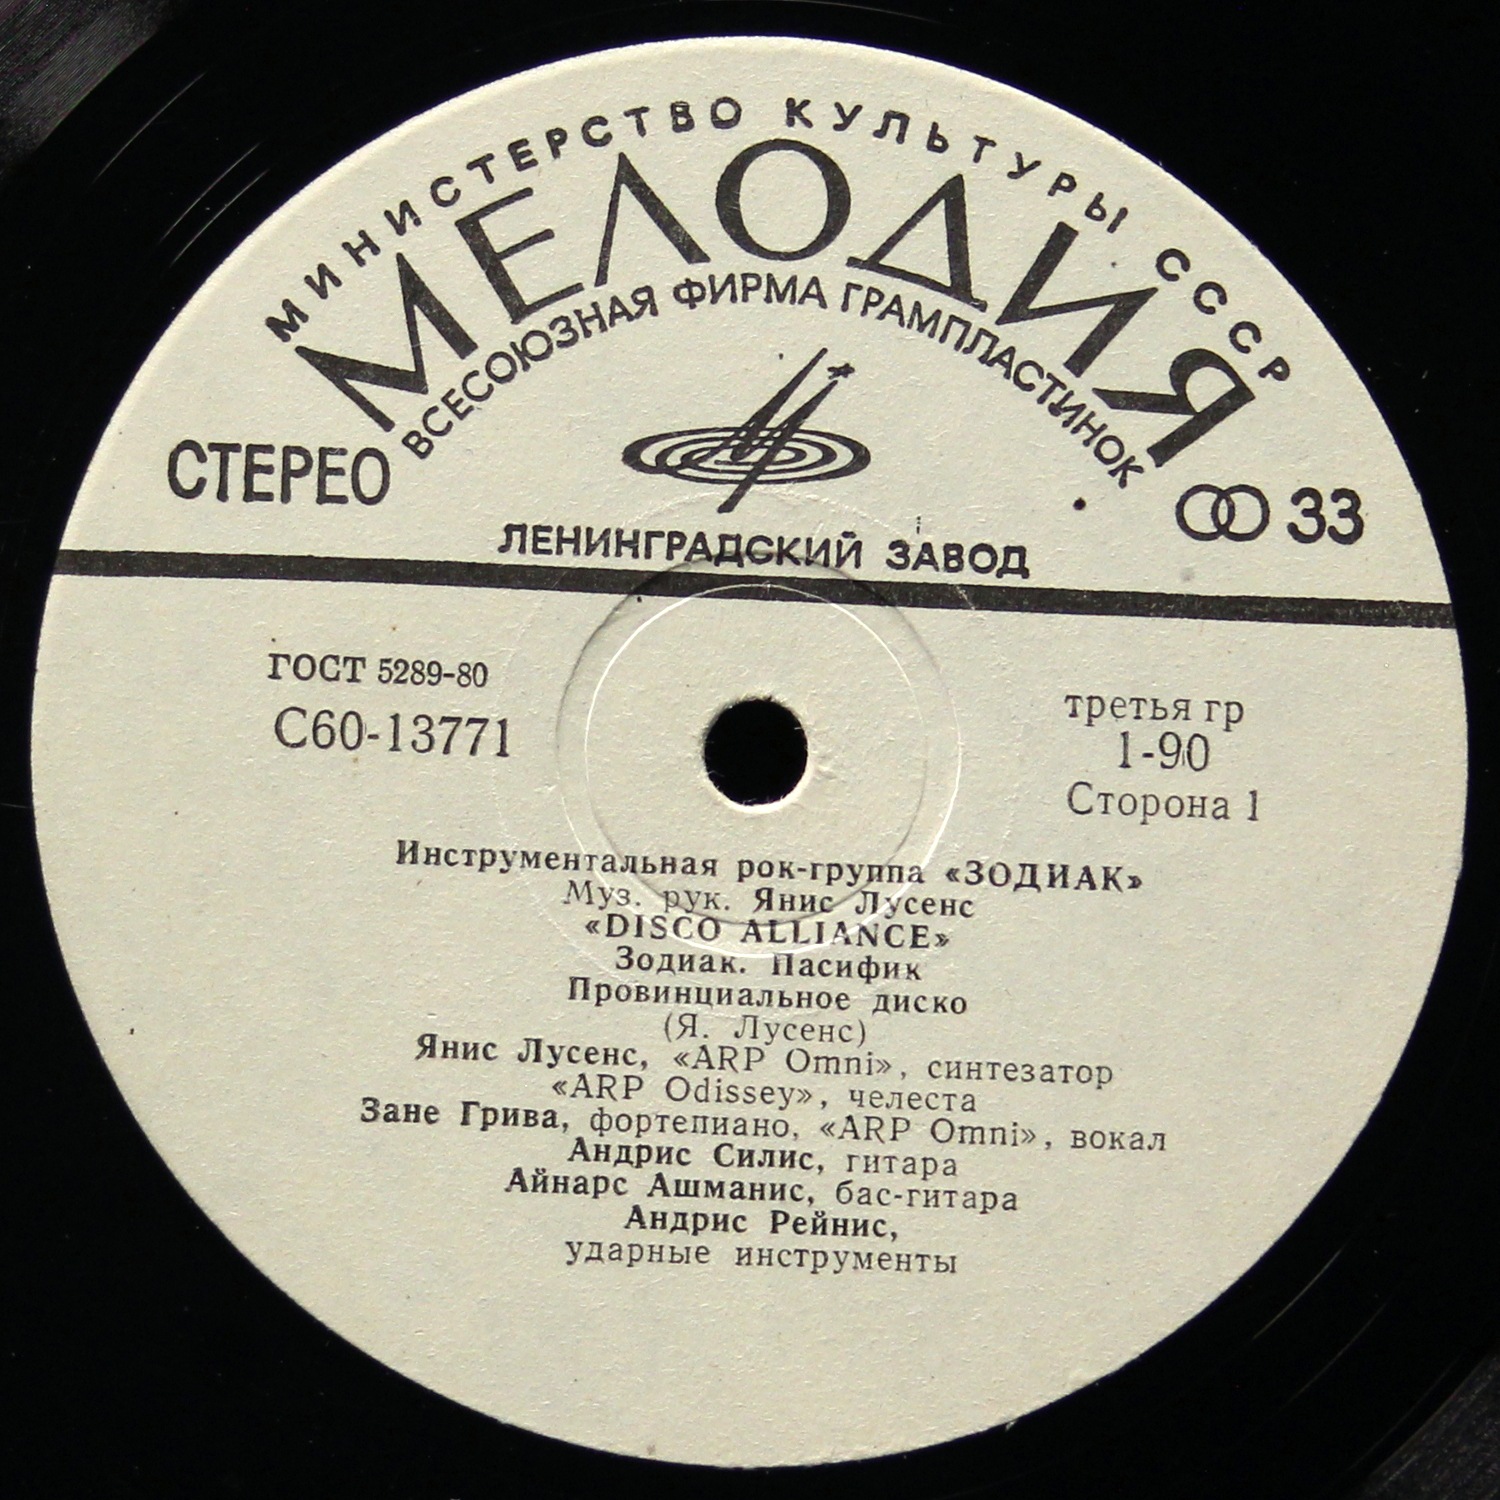 МИНИСТЕРСТВО КУЛЬТУРЫ СССР
МЕЛОДИЯ
ВСЕСОЮЗНАЯ ФИРМА ГРАМПЛАСТИНОК
СТЕРЕО
33
ЛЕНИНГРАДСКИЙ ЗАВОД
ГОСТ 5289-80
С60-13771
третья гр
1-90
Сторона 1
Инструментальная рок-группа «ЗОДИАК»
Муз. рук. Янис Лусенс
«DISCO ALLIANCE»
Зодиак. Пасифик
Провинциальное диско
(Я. Лусенс)
Янис Лусенс, «ARP Omni», синтезатор
«ARP Odissey», челеста
Зане Грива, фортепиано, «ARP Omni», вокал
Андрис Силис, гитара
Айнарс Ашманис, бас-гитара
Андрис Рейнис,
ударные инструменты